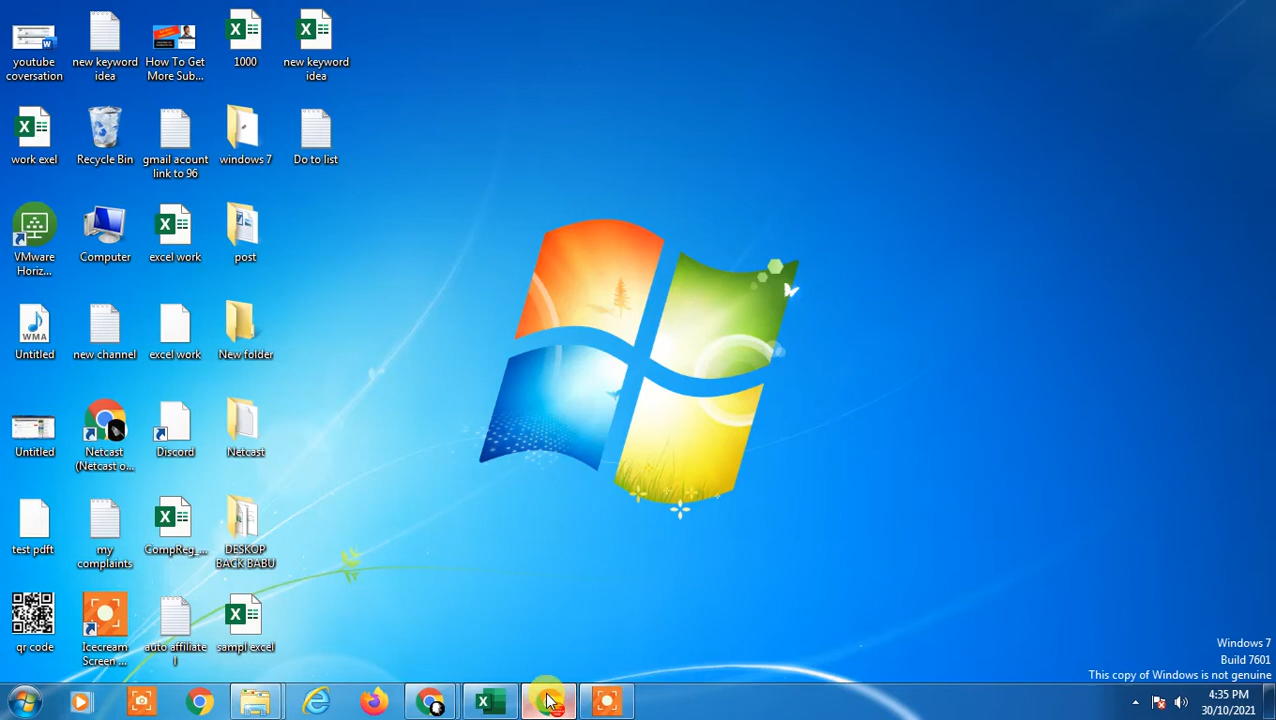 youtube
coversation
new keyword
idea
How To Get
More Sub...
1000
new keyword
idea
work exel
Recycle Bin
gmail acount
link to 96
windows 7
Do to list
VMware
Horiz...
Computer
excel work
post
WMA
Untitled
new channel
excel work
New folder
Untitled
Netcast
(Netcast o...
Discord
Netcast
test pdft
my
complaints
CompReg_...
DESKOP
BACK BABU
qr code
Icecream
Screen ...
auto affiliate
l
sampl excel
Windows 7
Build 7601
This copy of Windows is not genuine
4:35 PM
30/10/2021